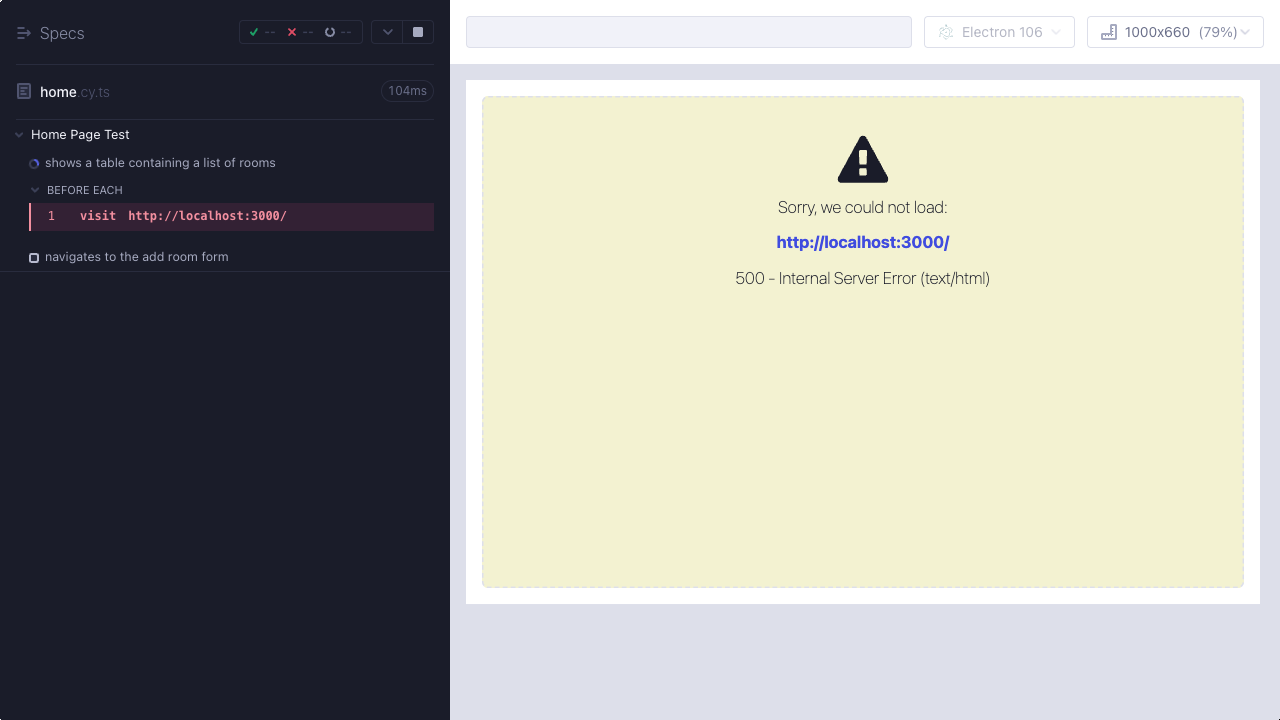 Specs
-- -- --
home.cy.ts
104ms
Home Page Test
shows a table containing a list of rooms
BEFORE EACH
1 visit http://localhost:3000/
navigates to the add room form
Electron 106
1000x660 (79%)
Sorry, we could not load:
http://localhost:3000/
500 - Internal Server Error (text/html)